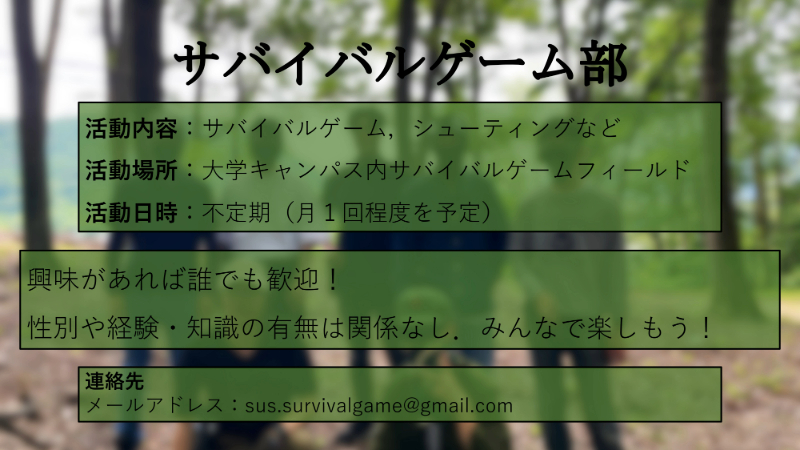 サバイバルゲーム部
活動内容：サバイバルゲーム，シューティングなど
活動場所：大学キャンパス内サバイバルゲームフィールド
活動日時：不定期（月１回程度を予定）
興味があれば誰でも歓迎！
性別や経験・知識の有無は関係なし．みんなで楽しもう！
連絡先
メールアドレス：sus.survivalgame@gmail.com